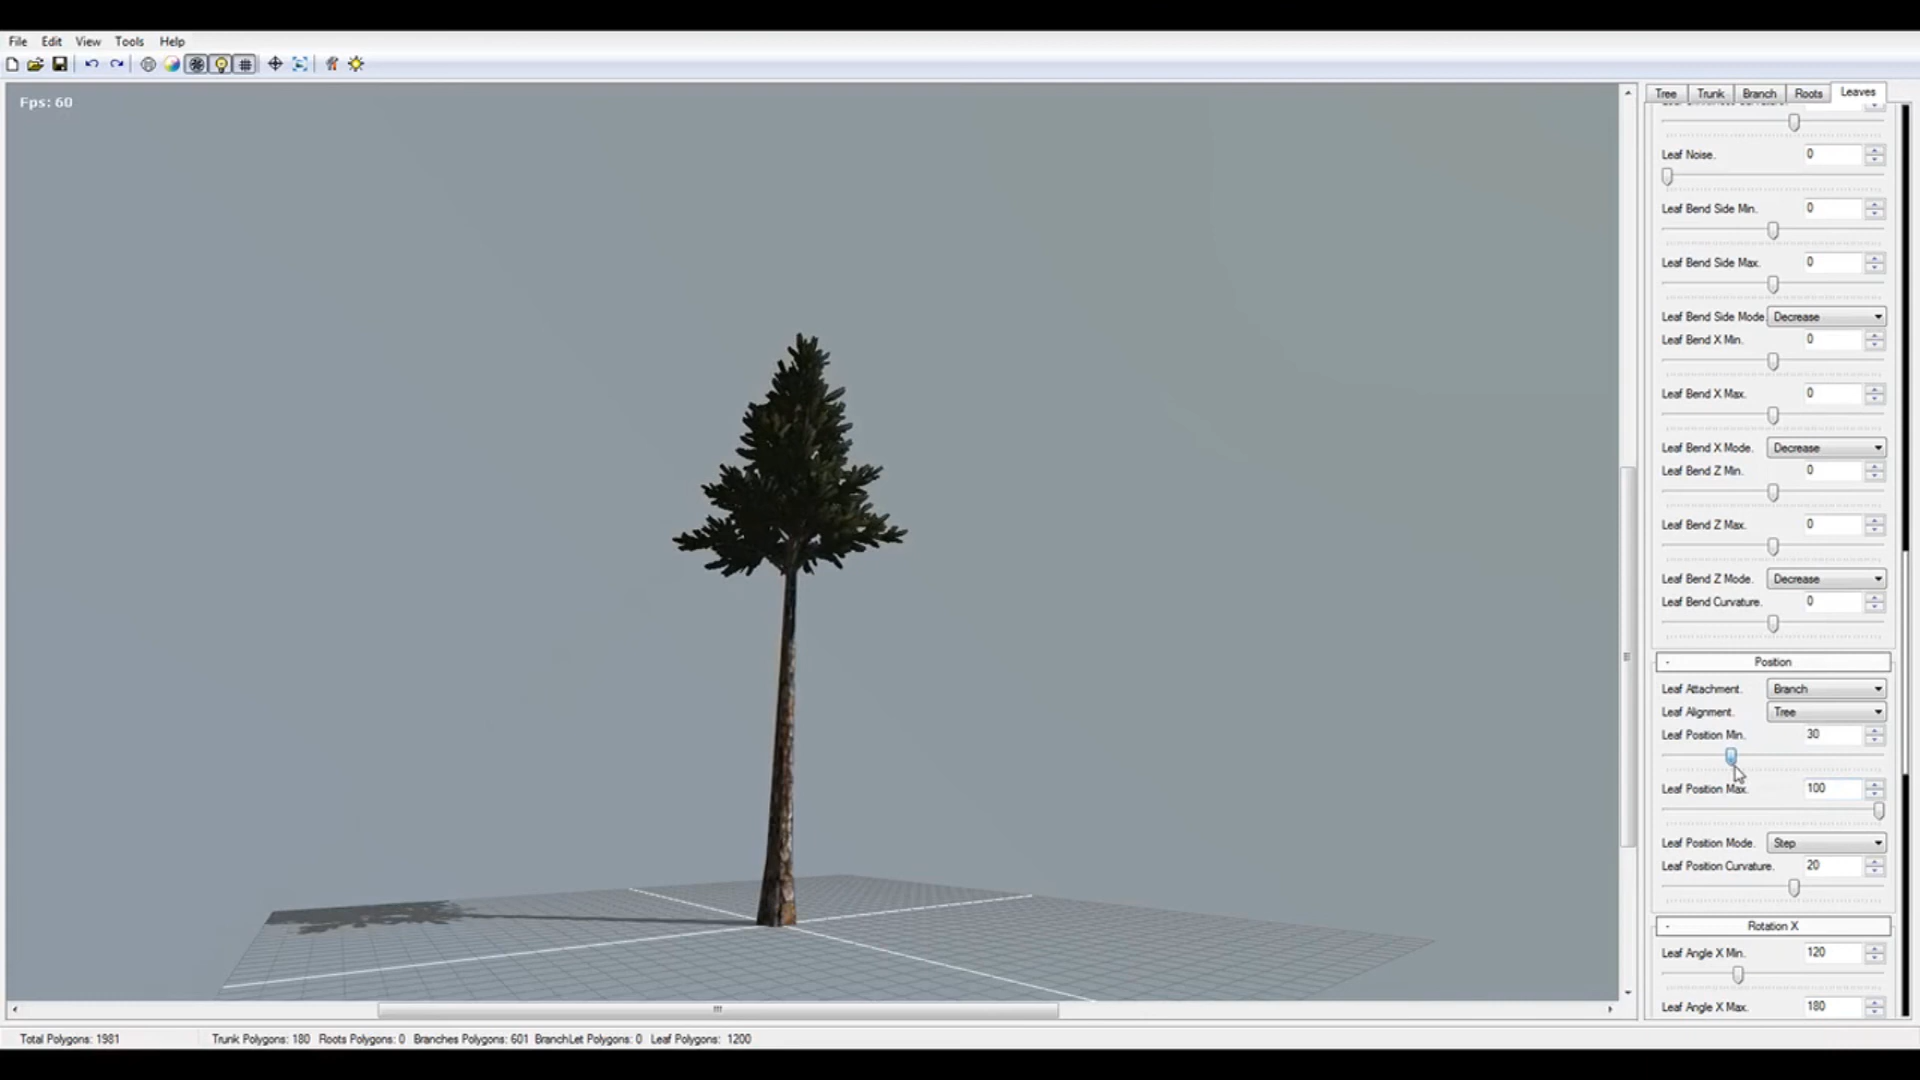 File Edit View Tools Help
Fps: 60
Tree Trunk Branch Roots Leaves
Leaf Noise. 0
Leaf Bend Side Min. 0
Leaf Bend Side Max. 0
Leaf Bend Side Mode. Decrease
Leaf Bend X Min. 0
Leaf Bend X Max. 0
Leaf Bend X Mode. Decrease
Leaf Bend Z Min. 0
Leaf Bend Z Max. 0
Leaf Bend Z Mode. Decrease
Leaf Bend Curvature. 0
- Position
Leaf Attachment. Branch
Leaf Alignment. Tree
Leaf Position Min. 30
Leaf Position Max. 100
Leaf Position Mode. Step
Leaf Position Curvature. 20
- Rotation X
Leaf Angle X Min. 120
Leaf Angle X Max. 180
Total Polygons: 1981 Trunk Polygons: 180 Roots Polygons: 0 Branches Polygons: 601 BranchLet Polygons: 0 Leaf Polygons: 1200